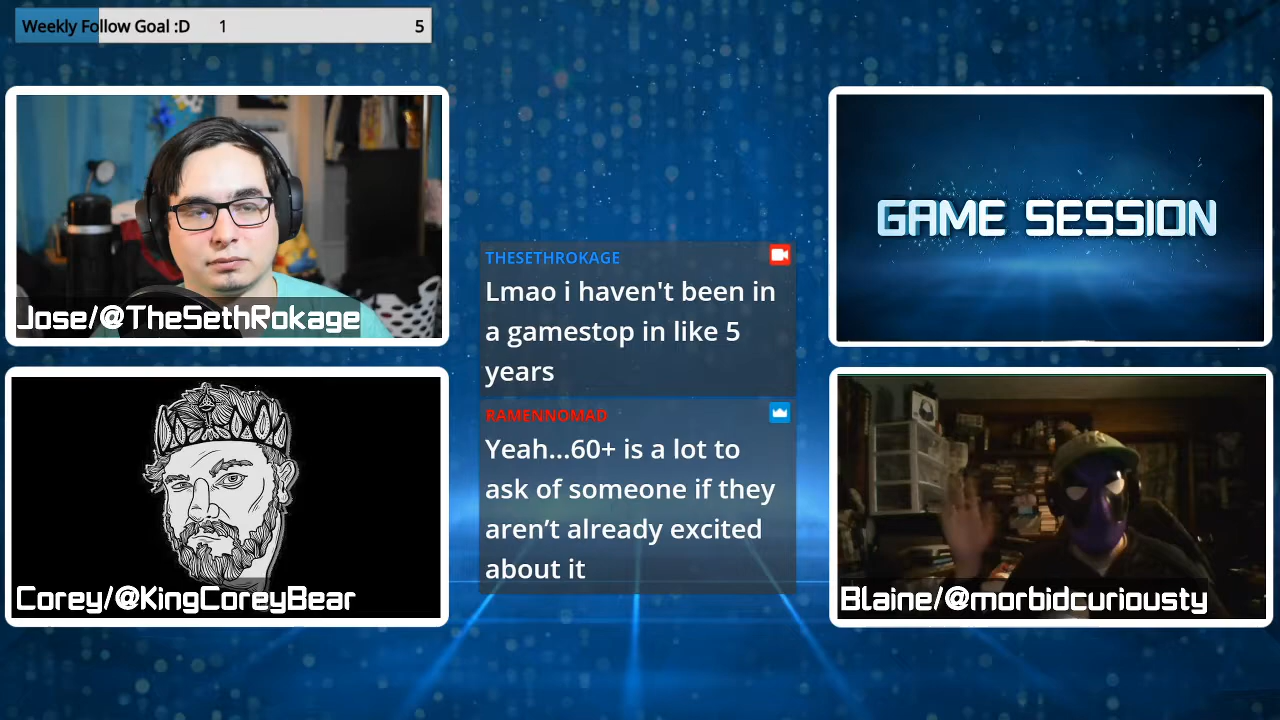 Weekly Follow Goal :D 1 5
Jose/@TheSethRokage
GAME SESSION
THESETHROKAGE
Lmao i haven't been in
a gamestop in like 5
years
RAMENNOMAD
Yeah...60+ is a lot to
ask of someone if they
aren’t already excited
about it
Corey/@KingCoreyBear
Blaine/@morbidcuriousty